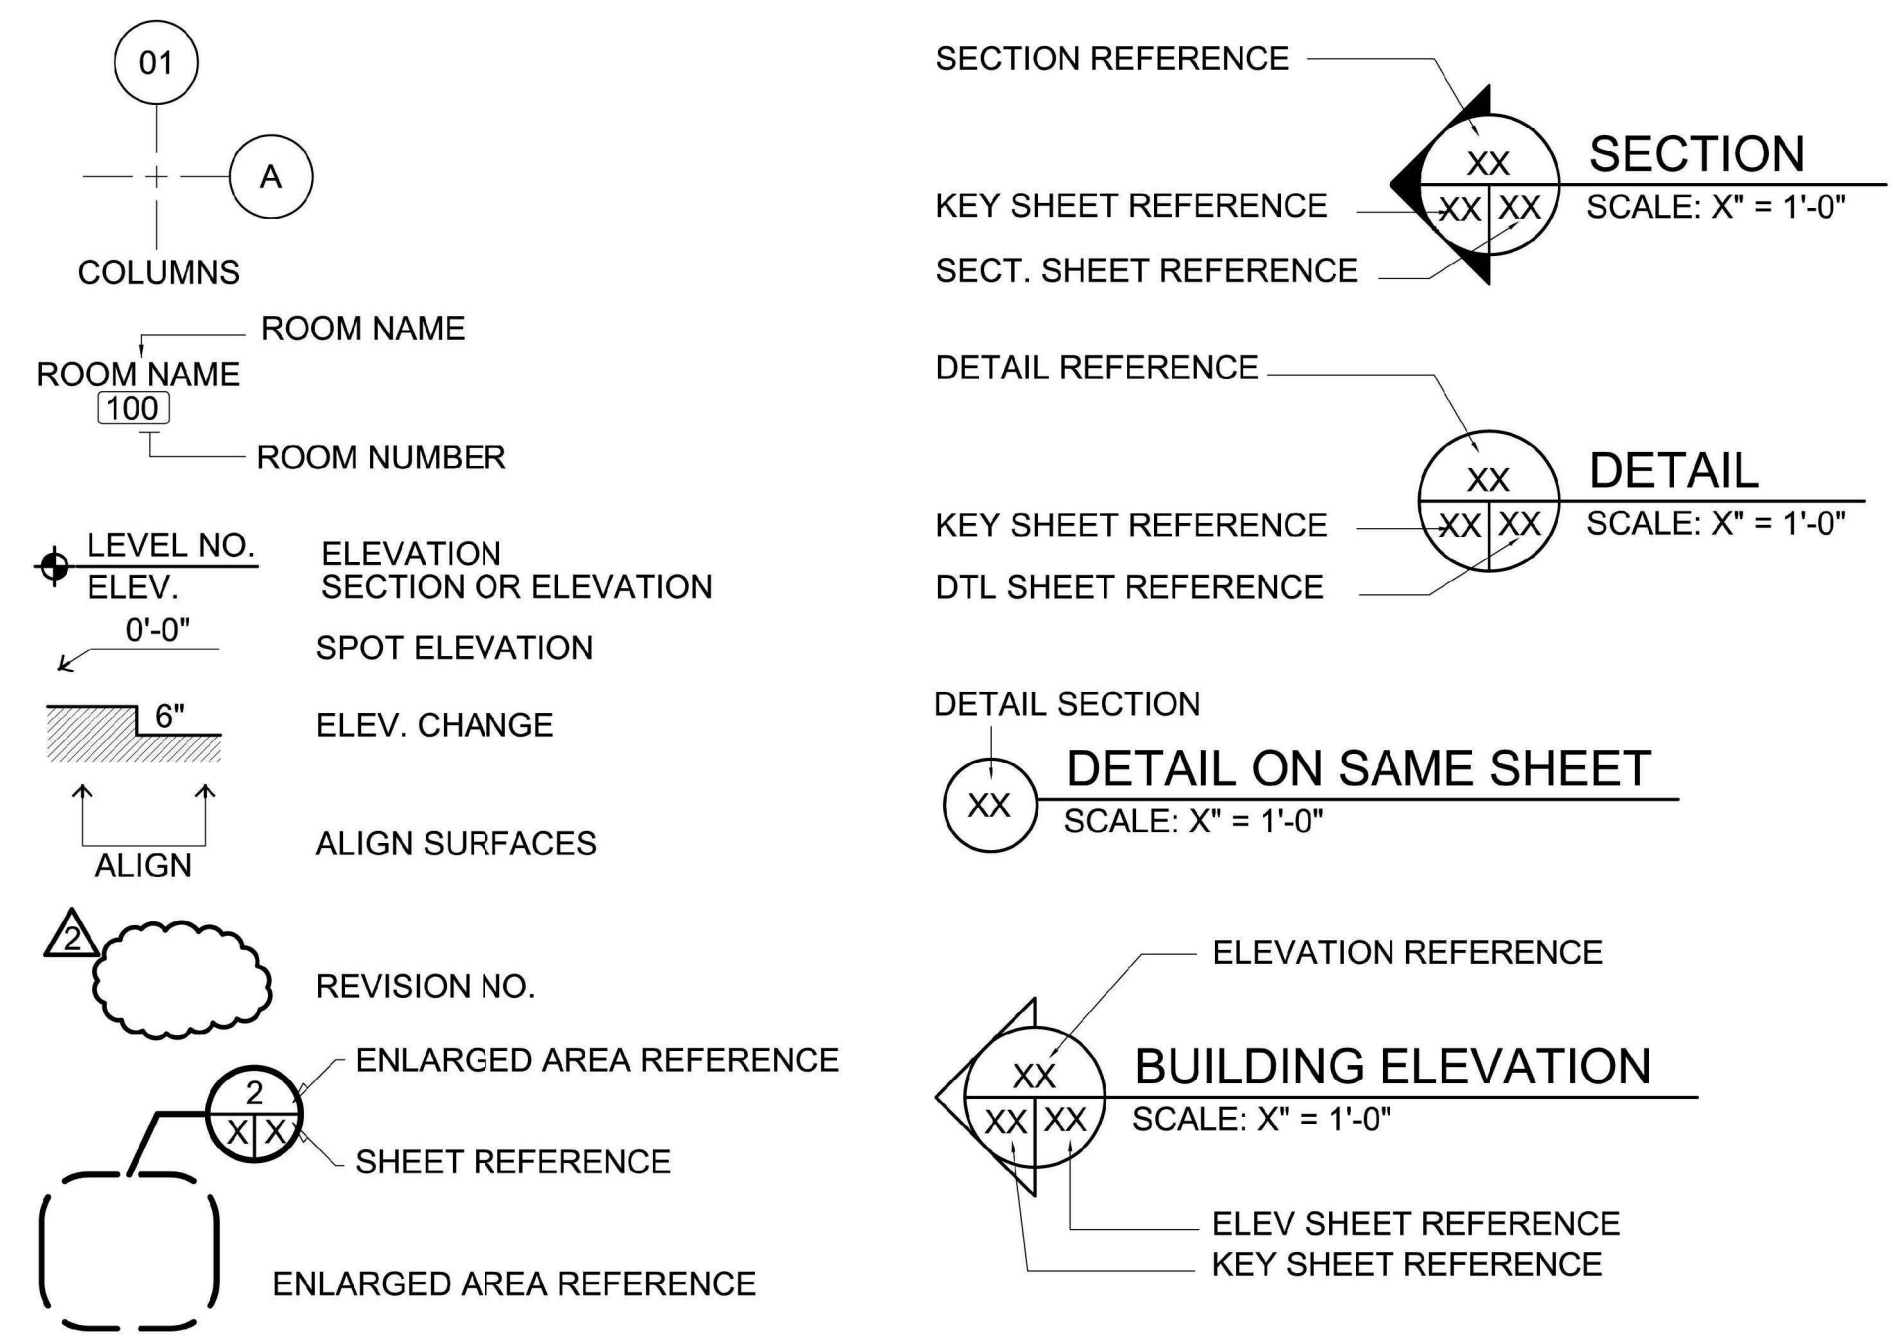 01
A
COLUMNS
ROOM NAME
ROOM NAME
100
ROOM NUMBER
LEVEL NO.
ELEV.
ELEVATION
SECTION OR ELEVATION
0'-0"
SPOT ELEVATION
6"
ELEV. CHANGE
ALIGN
ALIGN SURFACES
2
REVISION NO.
ENLARGED AREA REFERENCE
2
X X
SHEET REFERENCE
ENLARGED AREA REFERENCE
SECTION REFERENCE
XX
SECTION
KEY SHEET REFERENCE
XX XX
SCALE: X" = 1'-0"
SECT. SHEET REFERENCE
DETAIL REFERENCE
XX
DETAIL
KEY SHEET REFERENCE
XX XX
SCALE: X" = 1'-0"
DTL SHEET REFERENCE
DETAIL SECTION
XX
DETAIL ON SAME SHEET
SCALE: X" = 1'-0"
ELEVATION REFERENCE
XX
BUILDING ELEVATION
XX XX
SCALE: X" = 1'-0"
ELEV SHEET REFERENCE
KEY SHEET REFERENCE